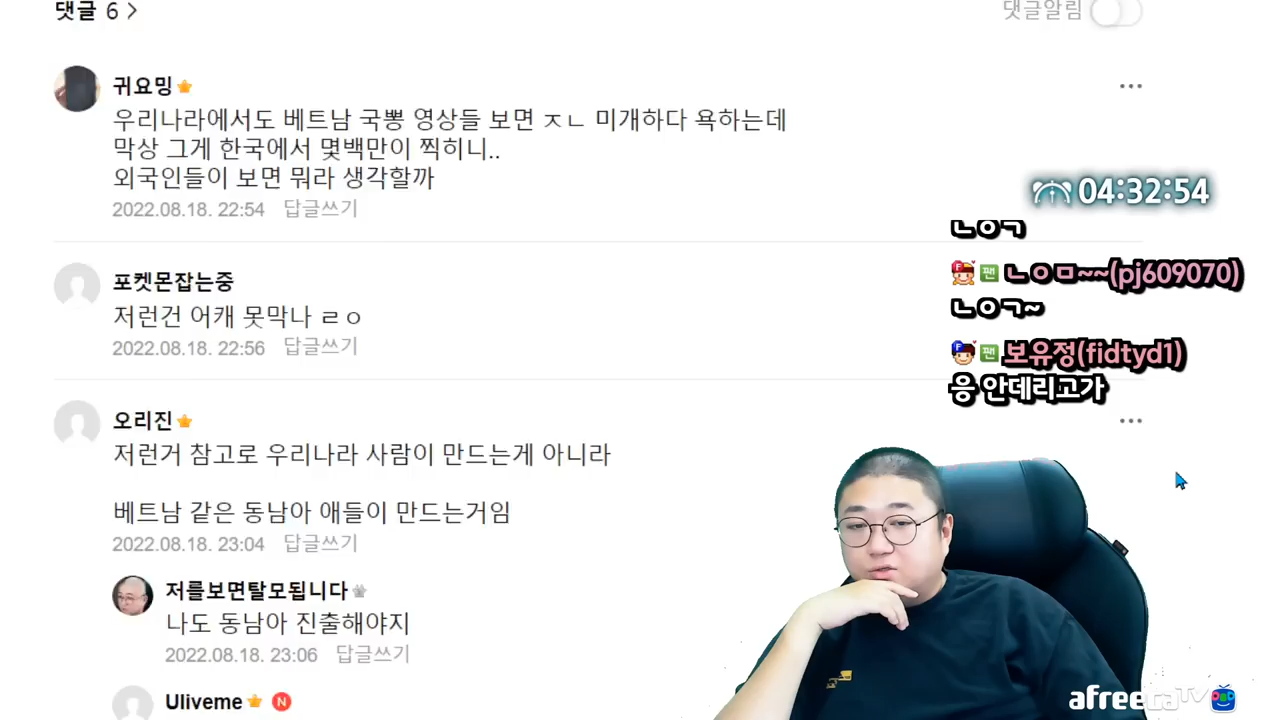 댓글 6 >
댓글알림
귀요밍
우리나라에서도 베트남 국뽕 영상들 보면 ㅈㄴ 미개하다 욕하는데
막상 그게 한국에서 몇백만이 찍히니..
외국인들이 보면 뭐라 생각할까
2022.08.18. 22:54 답글쓰기
포켓몬잡는중
저런건 어캐 못막나 ㄹㅇ
2022.08.18. 22:56 답글쓰기
오리진
저런거 참고로 우리나라 사람이 만드는게 아니라
베트남 같은 동남아 애들이 만드는거임
2022.08.18. 23:04 답글쓰기
저를보면탈모됩니다
나도 동남아 진출해야지
2022.08.18. 23:06 답글쓰기
Uliveme N
04:32:54
ㄴㅇㄱ
F 팬 ㄴㅇㅁ~~(pj609070)
ㄴㅇㄱ~
F 팬 보유정(fidtyd1)
응 안데리고가
afreecaTV